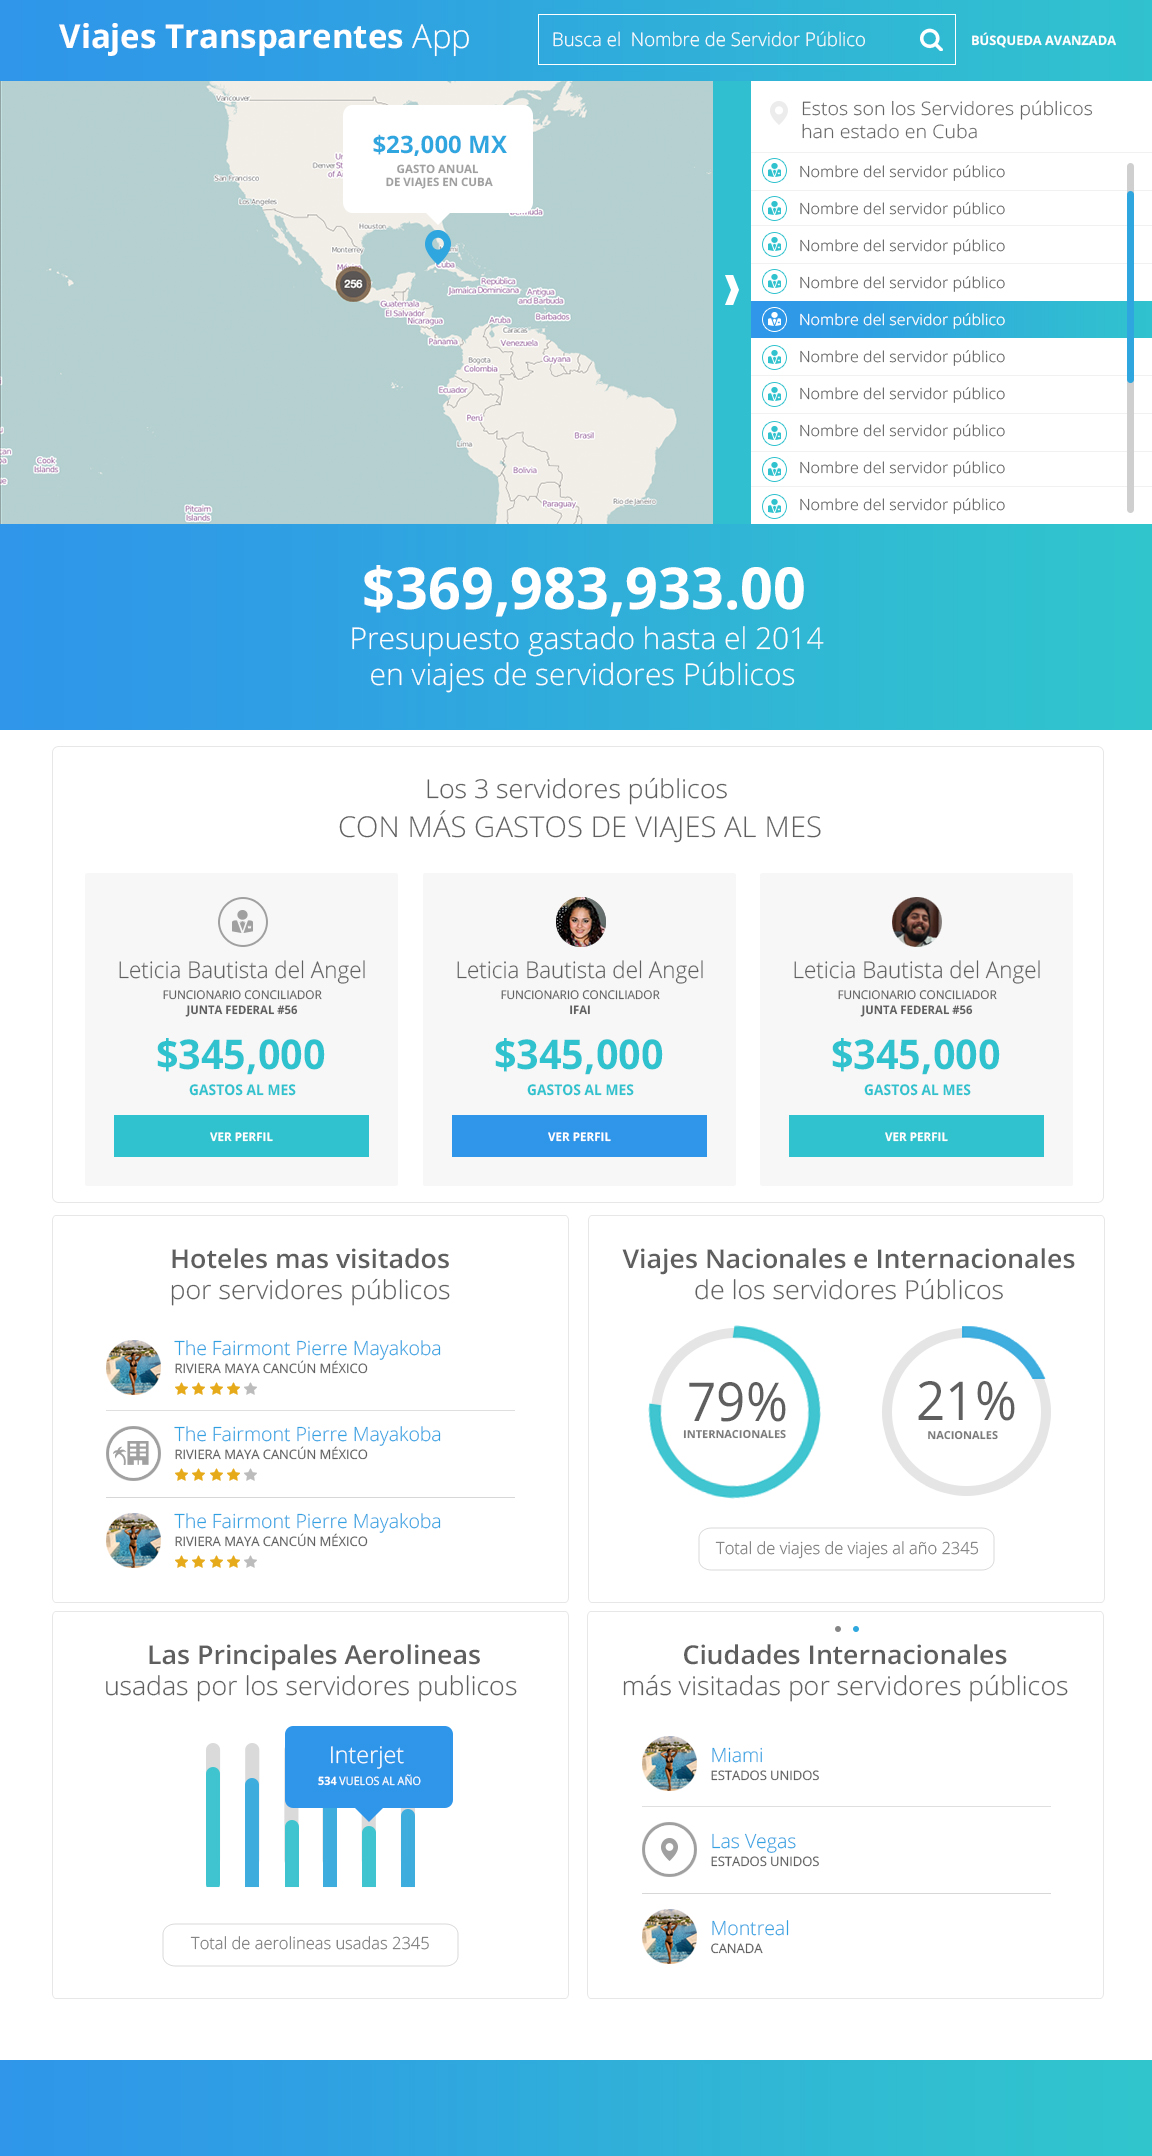 Viajes Transparentes App
Busca el Nombre de Servidor Público
BÚSQUEDA AVANZADA
Vancouver
$23,000 MX
GASTO ANUAL
DE VIAJES EN CUBA
Denver
San Francisco
Los Angeles
Houston
Monterrey
256
Cuba
República
Jamaica Dominicana
Antigua
and Barbuda
Guatemala
El Salvador
Nicaragua
Barbados
Aruba
Caracas
Panama
Venezuela
Bogota
Guyana
Colombia
Ecuador
Perú
Brasil
Lima
Cook
Islands
Bolivia
Paraguay
Rio de Janeiro
Pitcairn
Islands
Estos son los Servidores públicos
han estado en Cuba
Nombre del servidor público
Nombre del servidor público
Nombre del servidor público
Nombre del servidor público
Nombre del servidor público
Nombre del servidor público
Nombre del servidor público
Nombre del servidor público
Nombre del servidor público
Nombre del servidor público
$369,983,933.00
Presupuesto gastado hasta el 2014
en viajes de servidores Públicos
Los 3 servidores públicos
CON MÁS GASTOS DE VIAJES AL MES
Leticia Bautista del Angel
FUNCIONARIO CONCILIADOR
JUNTA FEDERAL #56
$345,000
GASTOS AL MES
VER PERFIL
Leticia Bautista del Angel
FUNCIONARIO CONCILIADOR
IFAI
$345,000
GASTOS AL MES
VER PERFIL
Leticia Bautista del Angel
FUNCIONARIO CONCILIADOR
JUNTA FEDERAL #56
$345,000
GASTOS AL MES
VER PERFIL
Hoteles mas visitados
por servidores públicos
The Fairmont Pierre Mayakoba
RIVIERA MAYA CANCÚN MÉXICO
The Fairmont Pierre Mayakoba
RIVIERA MAYA CANCÚN MÉXICO
The Fairmont Pierre Mayakoba
RIVIERA MAYA CANCÚN MÉXICO
Viajes Nacionales e Internacionales
de los servidores Públicos
79%
INTERNACIONALES
21%
NACIONALES
Total de viajes de viajes al año 2345
Las Principales Aerolineas
usadas por los servidores publicos
Interjet
534 VUELOS AL AÑO
Total de aerolineas usadas 2345
Ciudades Internacionales
más visitadas por servidores públicos
Miami
ESTADOS UNIDOS
Las Vegas
ESTADOS UNIDOS
Montreal
CANADA